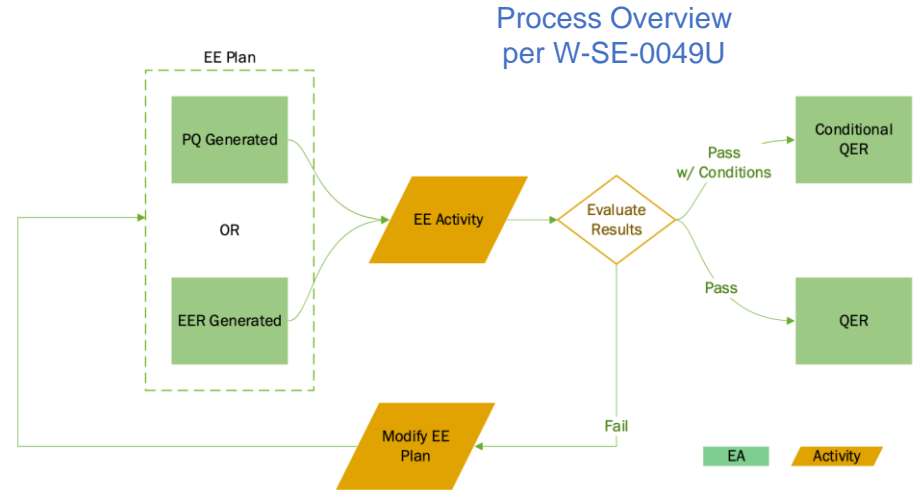 Process Overview
per W-SE-0049U
EE Plan
PQ Generated
OR
EER Generated
EE Activity
Evaluate
Results
Pass
w/ Conditions
Conditional
QER
Pass
QER
Fail
Modify EE
Plan
EA
Activity